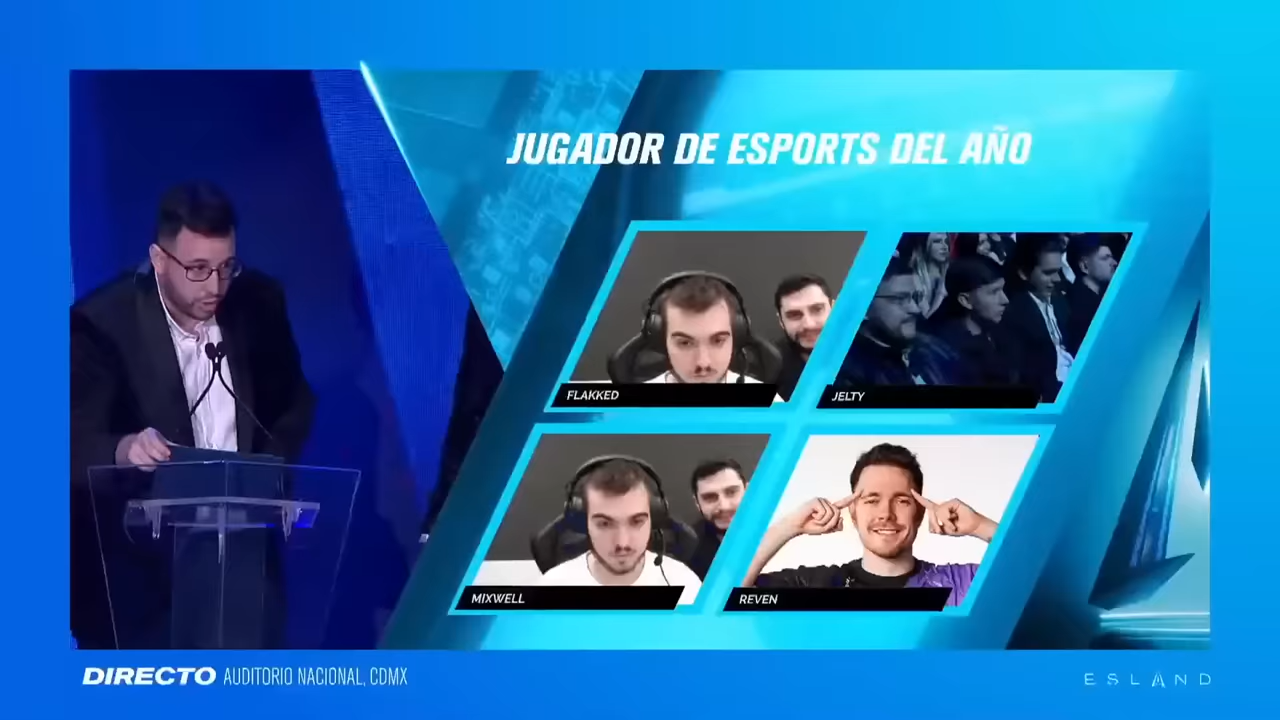 JUGADOR DE ESPORTS DEL AÑO
FLAKKED
JELTY
MIXWELL
REVEN
DIRECTO AUDITORIO NACIONAL, CDMX
ESLAND